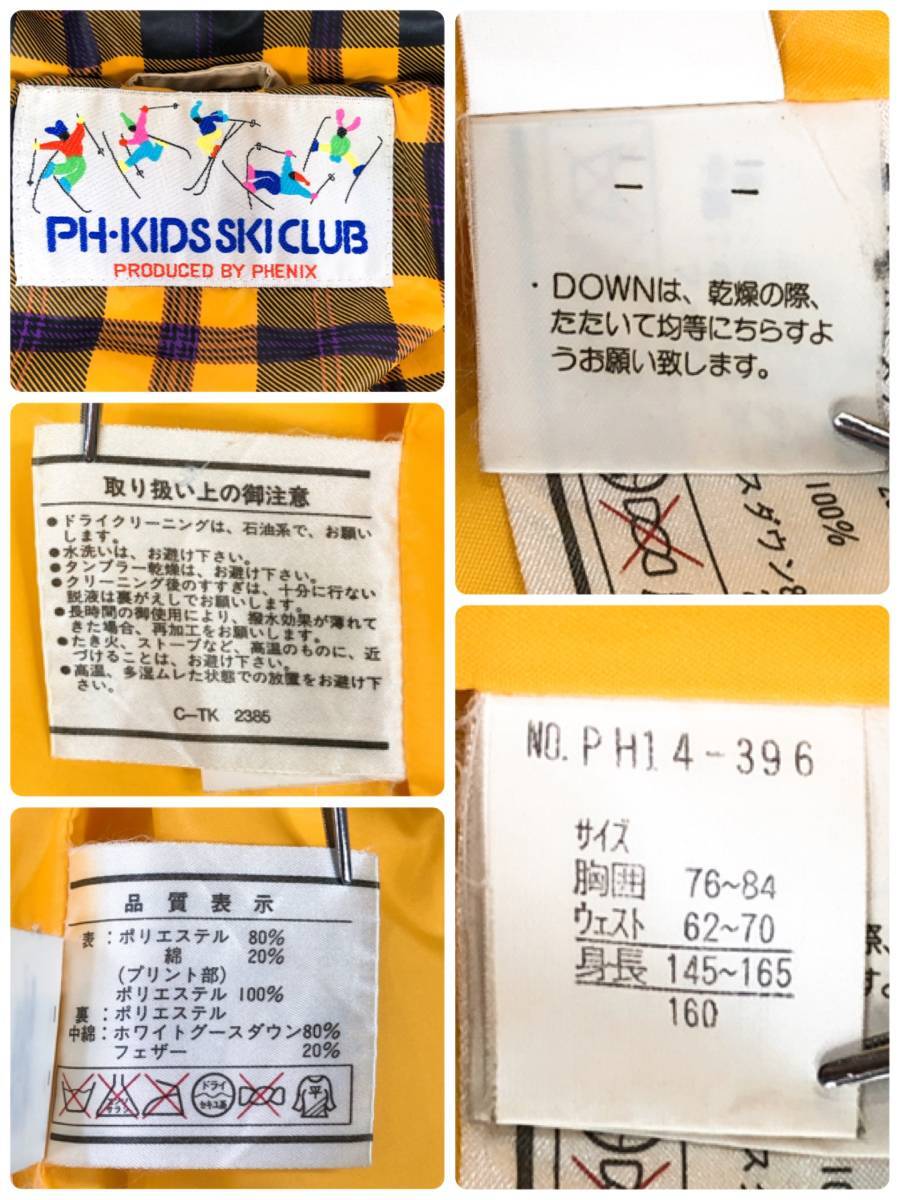 PH·KIDS SKI CLUB
PRODUCED BY PHENIX
・DOWNは、乾燥の際、
たたいて均等にちらすよ
うお願い致します。
100%
スダウン8
取り扱い上の御注意
●ドライクリーニングは、石油系で、お願い
します。
●水洗いは、お避け下さい。
●タンブラー乾燥は、お避け下さい。
●クリーニング後のすすぎは、十分に行ない
脱液は裏がえしでお願いします。
●長時間の御使用により、撥水効果が薄れて
きた場合、再加工をお願いします。
●たき火、ストーブなど、高温のものに、近
づけることは、お避け下さい。
●高温、多湿ムレた状態での放置をお避け下
さい。
C-TK 2385
NO.PH14-396
サイズ
胸囲 76~84
ウェスト 62~70
身長 145~165
160
品質表示
表:ポリエステル 80%
綿 20%
(プリント部)
ポリエステル 100%
裏:ポリエステル
中綿:ホワイトグースダウン80%
フェザー 20%
ドライ
セキユ系
平